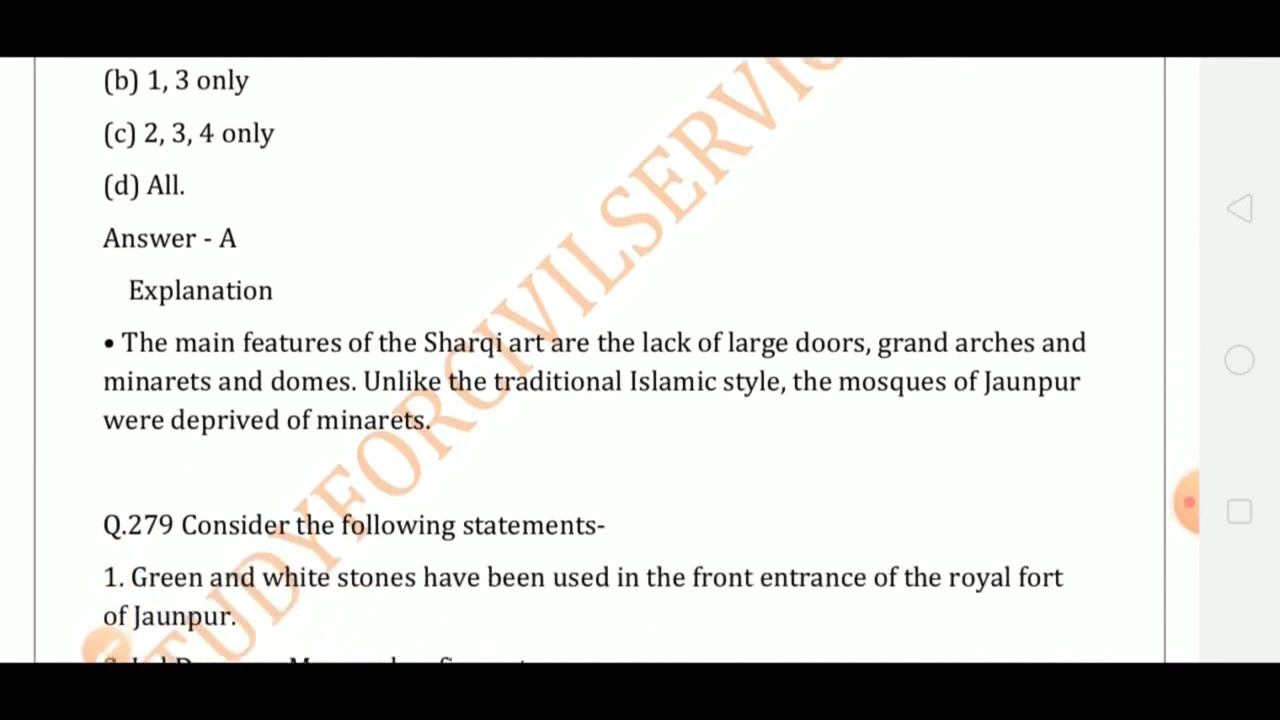 (b) 1, 3 only
(c) 2, 3, 4 only
(d) All.
Answer - A
Explanation
• The main features of the Sharqi art are the lack of large doors, grand arches and
minarets and domes. Unlike the traditional Islamic style, the mosques of Jaunpur
were deprived of minarets.
Q.279 Consider the following statements-
1. Green and white stones have been used in the front entrance of the royal fort
of Jaunpur.